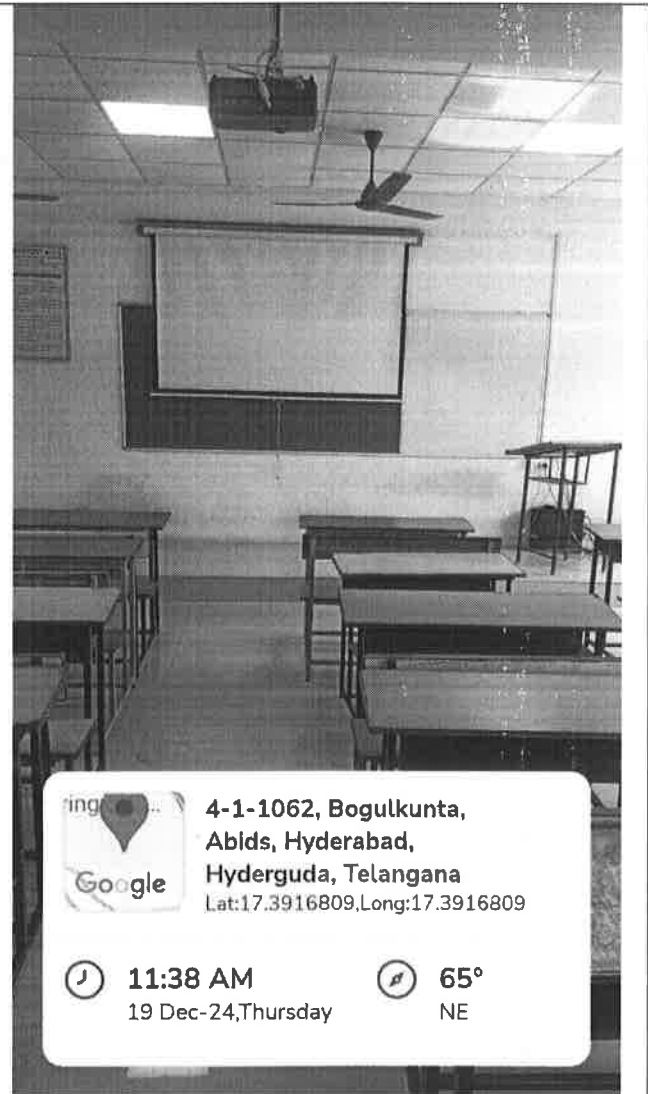 ring
...
Google
4-1-1062, Bogulkunta,
Abids, Hyderabad,
Hyderguda, Telangana
Lat:17.3916809,Long:17.3916809
11:38 AM
19 Dec-24,Thursday
65°
NE